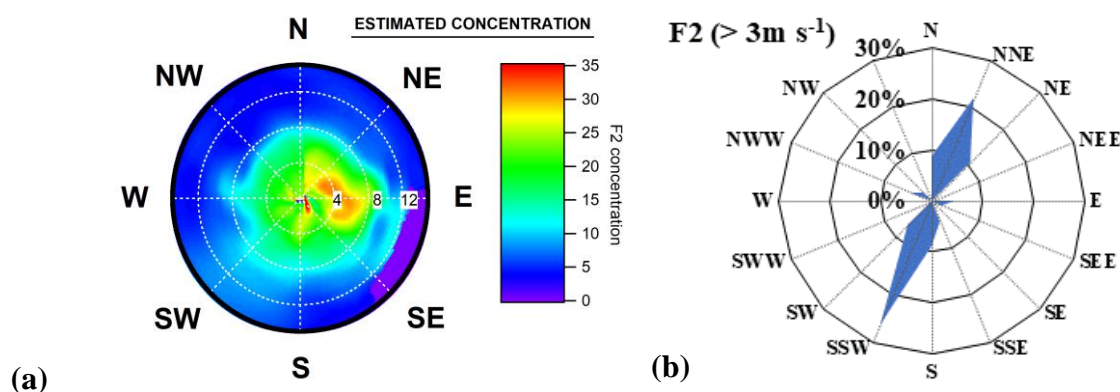 ESTIMATED CONCENTRATION
N
NW
NE
W
E
SW
SE
S
4
8
12
35
30
25
20
15
10
5
0
F2 concentration
(a)
F2 (> 3m s-1)
N
30%
20%
10%
0%
NNE
NE
NEE
E
SEE
SE
SSE
S
SSW
SW
SWW
W
NWW
NW
(b)